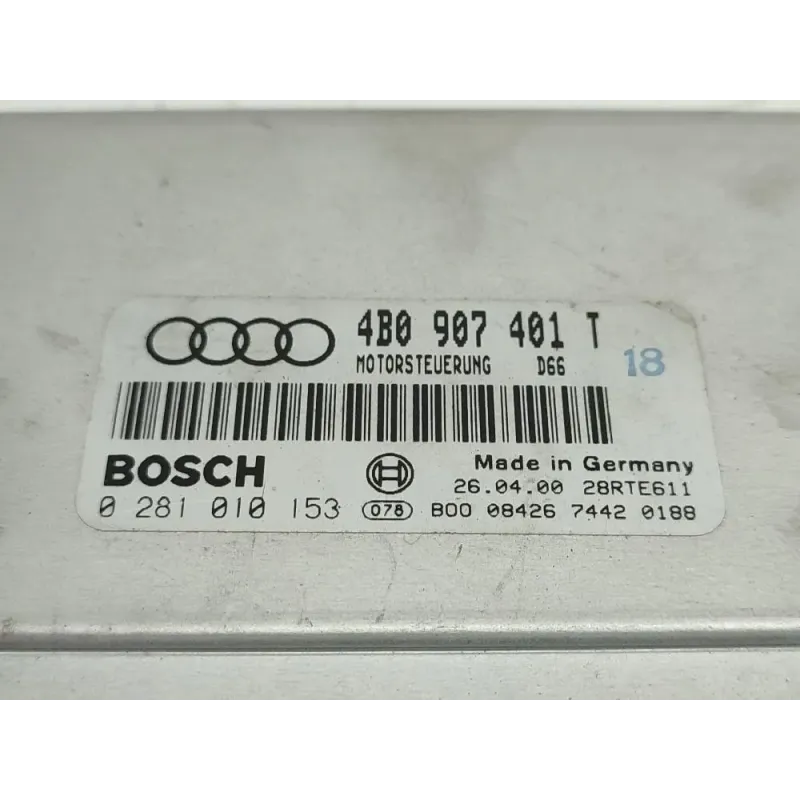 4B0 907 401 T
MOTORSTEUERUNG D66
18
BOSCH
Made in Germany
26.04.00 28RTE611
0 281 010 153 078 B00 08426 7442 0188